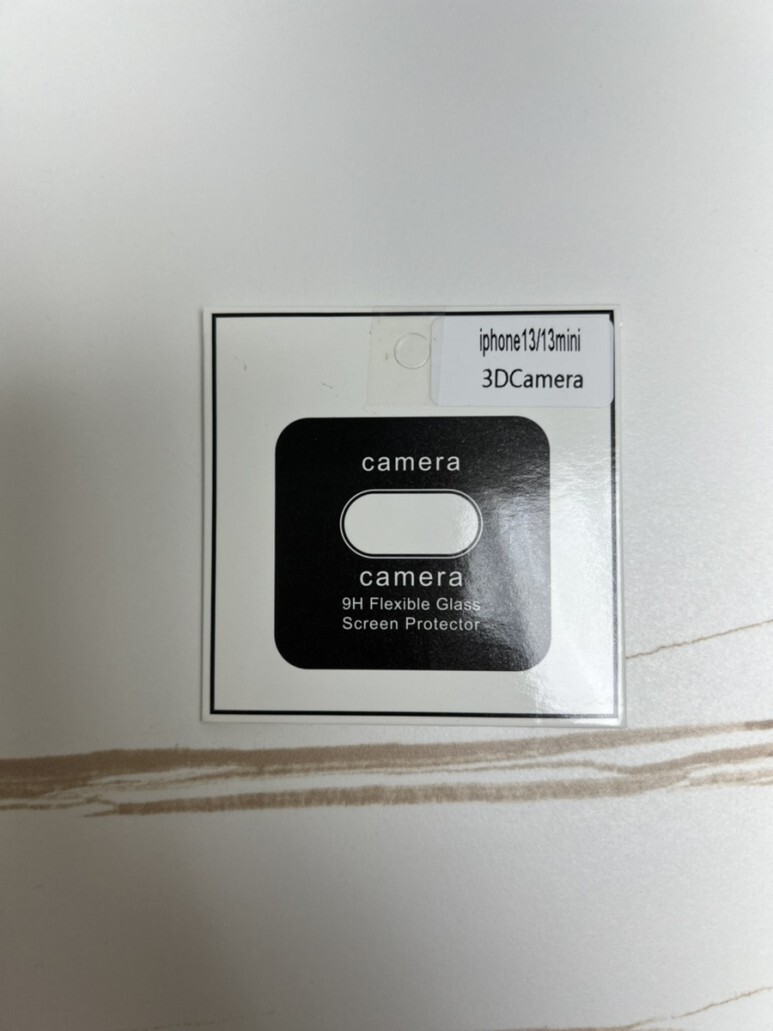 iphone13/13mini
3DCamera
camera
camera
9H Flexible Glass
Screen Protector